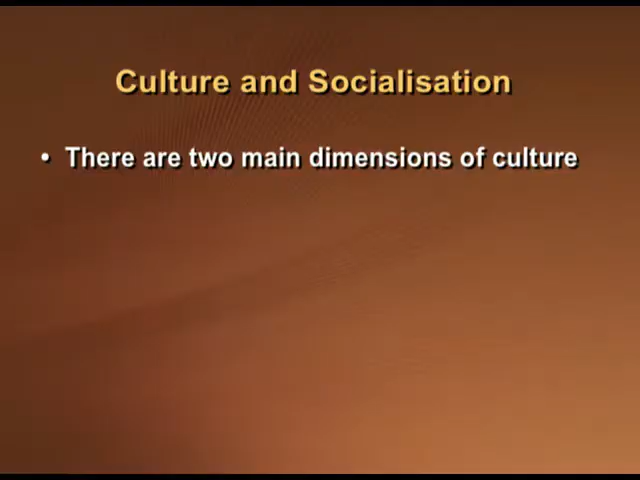 Culture and Socialisation
• There are two main dimensions of culture